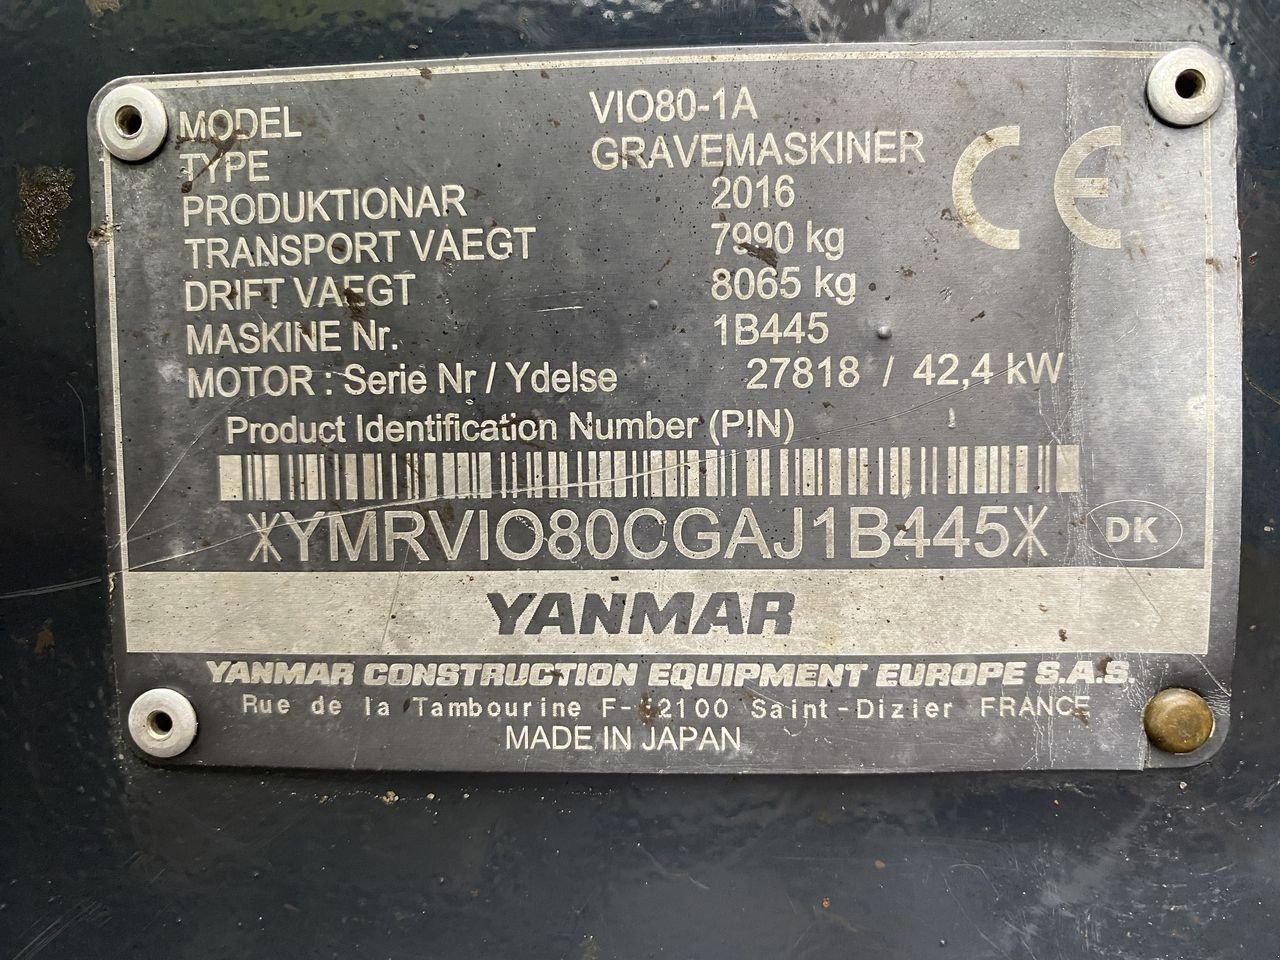 MODEL VIO80-1A
TYPE GRAVEMASKINER
PRODUKTIONAR 2016
TRANSPORT VAEGT 7990 kg
DRIFT VAEGT 8065 kg
MASKINE Nr. 1B445
MOTOR : Serie Nr / Ydelse 27818 / 42,4 kW
CE
Product Identification Number (PIN)
*YMRVIO80CGAJ1B445*
DK
YANMAR
YANMAR CONSTRUCTION EQUIPMENT EUROPE S.A.S.
Rue de la Tambourine Saint-Dizier FRANCE
MADE IN JAPAN